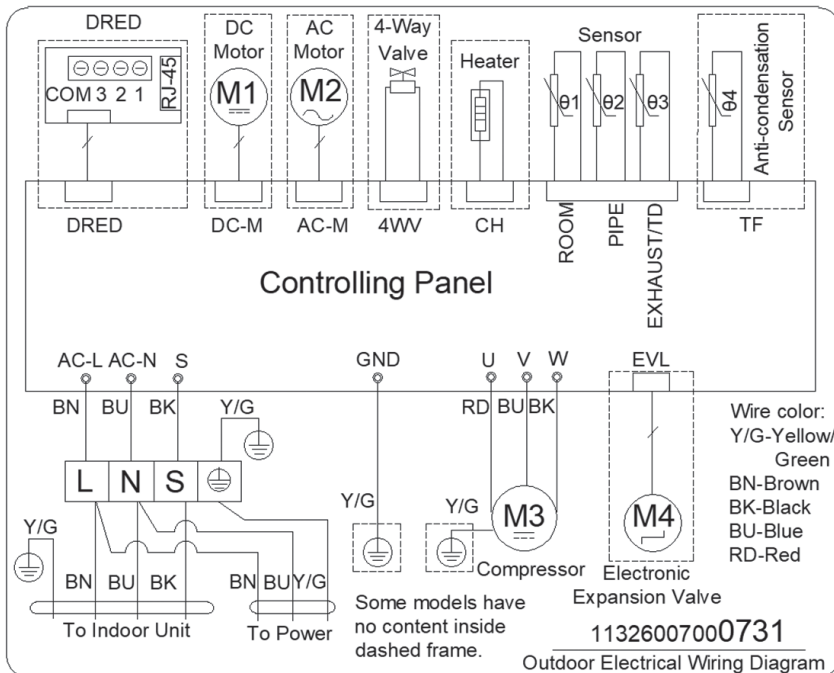 DRED
DC Motor
AC Motor
4-Way Valve
Heater
Sensor
Anti-condensation Sensor
COM 3 2 1
RJ-45
M1
M2
θ1
θ2
θ3
θ4
DRED
DC-M
AC-M
4WV
CH
ROOM
PIPE
EXHAUST/TD
TF
Controlling Panel
AC-L
AC-N
S
GND
U
V
W
EVL
BN
BU
BK
Y/G
RD
BU
BK
L
N
S
Y/G
Y/G
Y/G
M3
M4
Wire color:
Y/G-Yellow/
Green
BN-Brown
BK-Black
BU-Blue
RD-Red
BN
BU
BK
BN
BU
Y/G
Compressor
Electronic
Expansion Valve
To Indoor Unit
To Power
Some models have
no content inside
dashed frame.
11326007000731
Outdoor Electrical Wiring Diagram